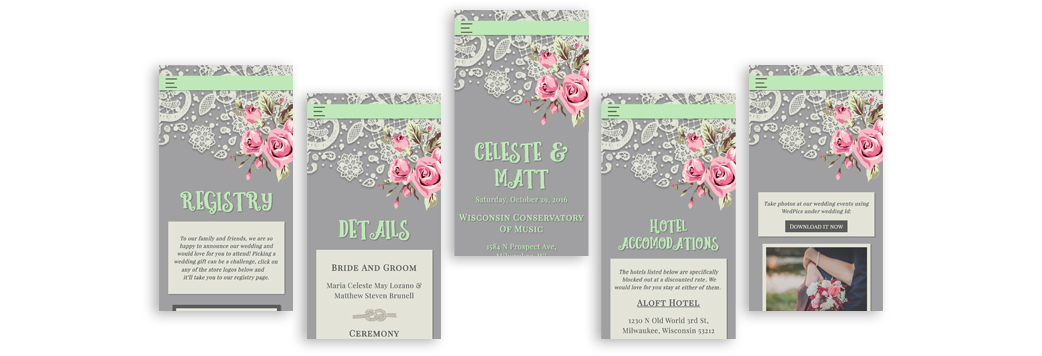 REGISTRY
To our family and friends, we are so
happy to announce our wedding and
would love for you to attend! Picking a
wedding gift can be a challenge, click on
any of the store logos below and
it'll take you to our registry page.
DETAILS
BRIDE AND GROOM
Maria Celeste May Lozano &
Matthew Steven Brunell
CEREMONY
CELESTE &
MATT
Saturday, October 29, 2016
WISCONSIN CONSERVATORY
OF MUSIC
1584 N Prospect Ave,
HOTEL
ACCOMODATIONS
The hotels listed below are specifically
blocked out at a discounted rate. We
would love for you stay at either of them.
ALOFT HOTEL
1230 N Old World 3rd St,
Milwaukee, Wisconsin 53212
Take photos at our wedding events using
WedPics under wedding Id:
DOWNLOAD IT NOW